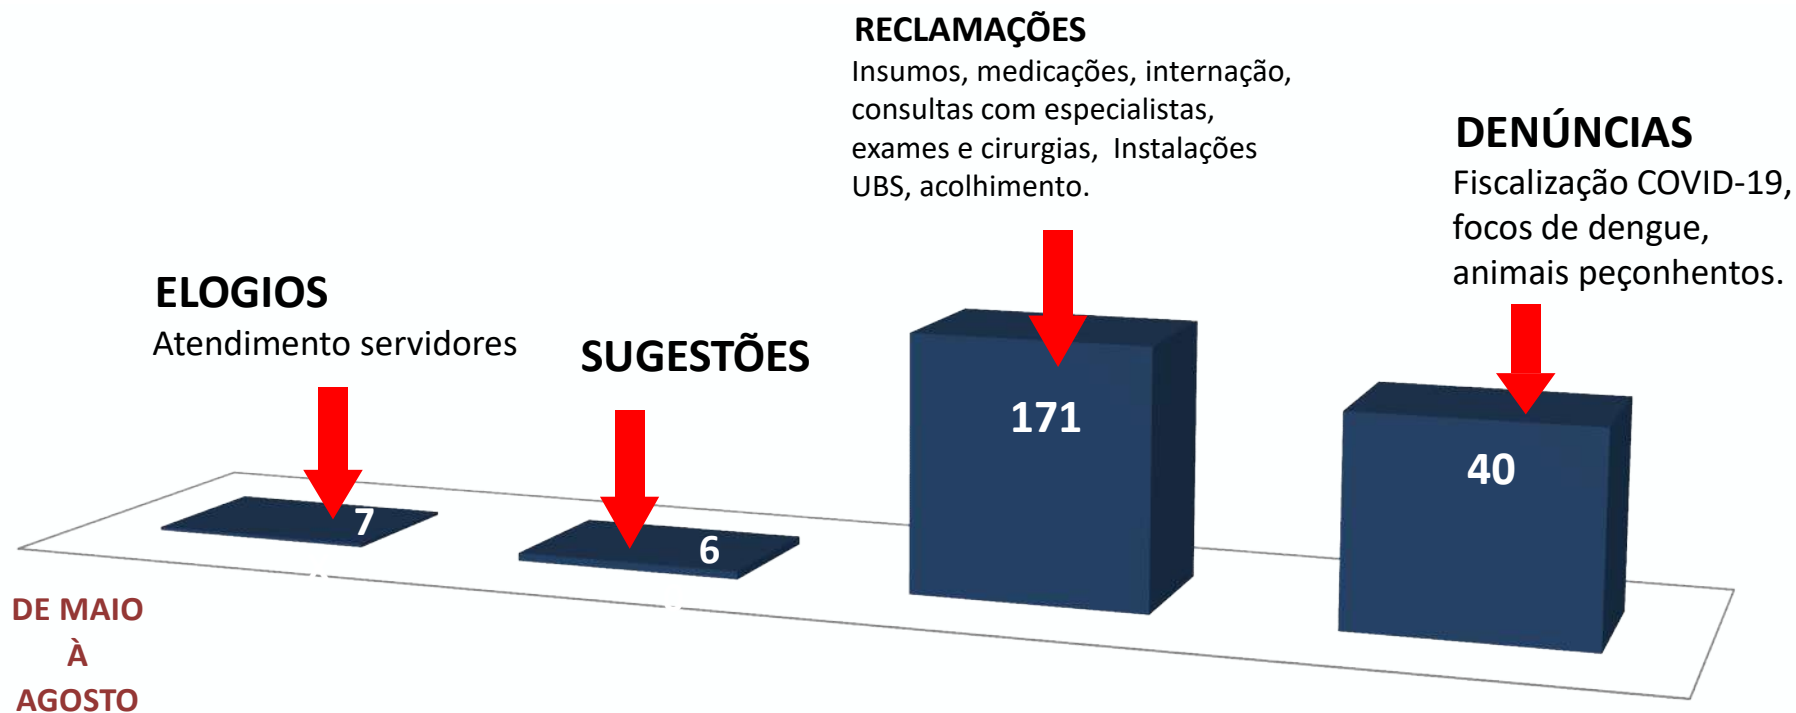 RECLAMAÇÕES
Insumos, medicações, internação,
consultas com especialistas,
exames e cirurgias, Instalações
UBS, acolhimento.
DENÚNCIAS
Fiscalização COVID-19,
focos de dengue,
animais peçonhentos.
ELOGIOS
Atendimento servidores
SUGESTÕES
171
40
7
6
DE MAIO
À
AGOSTO